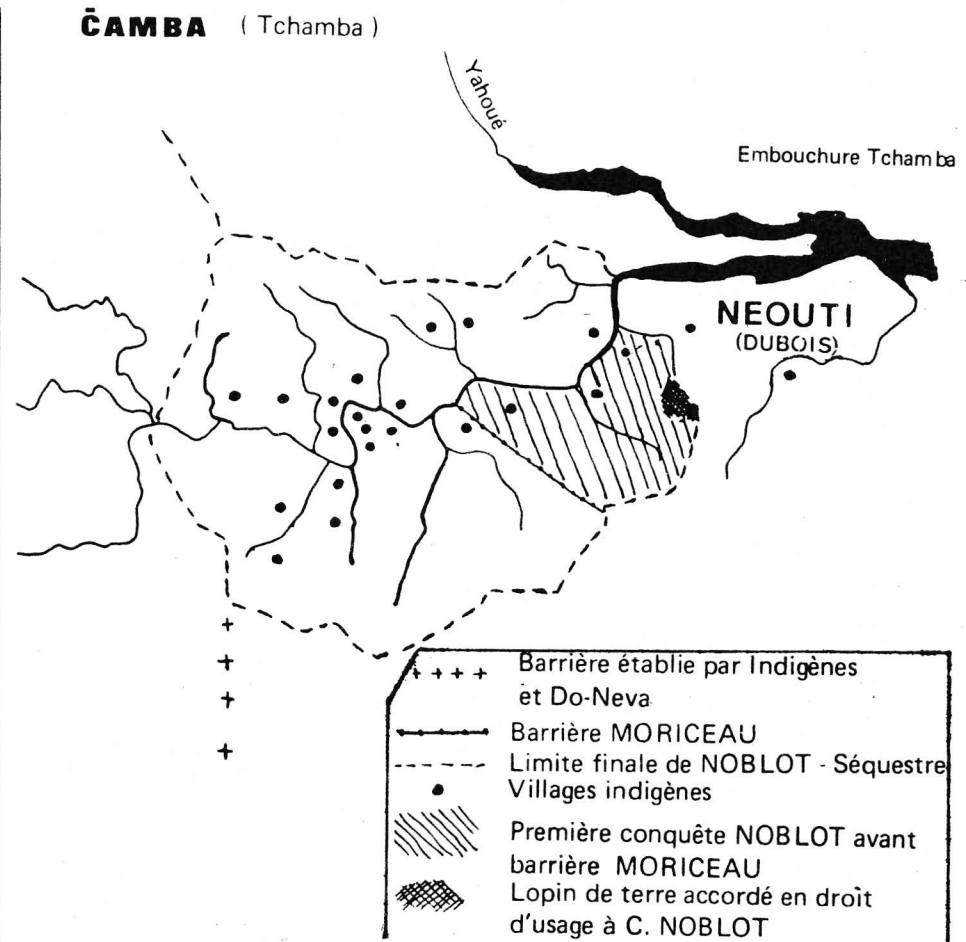 C̄AMBA ( Tchamba )
Yahoué
Embouchure Tchamba
NEOUTI
(DUBOIS)
Barrière établie par Indigènes
et Do-Neva
Barrière MORICEAU
Limite finale de NOBLOT - Séquestre
Villages indigènes
Première conquête NOBLOT avant
barrière MORICEAU
Lopin de terre accordé en droit
d'usage à C. NOBLOT